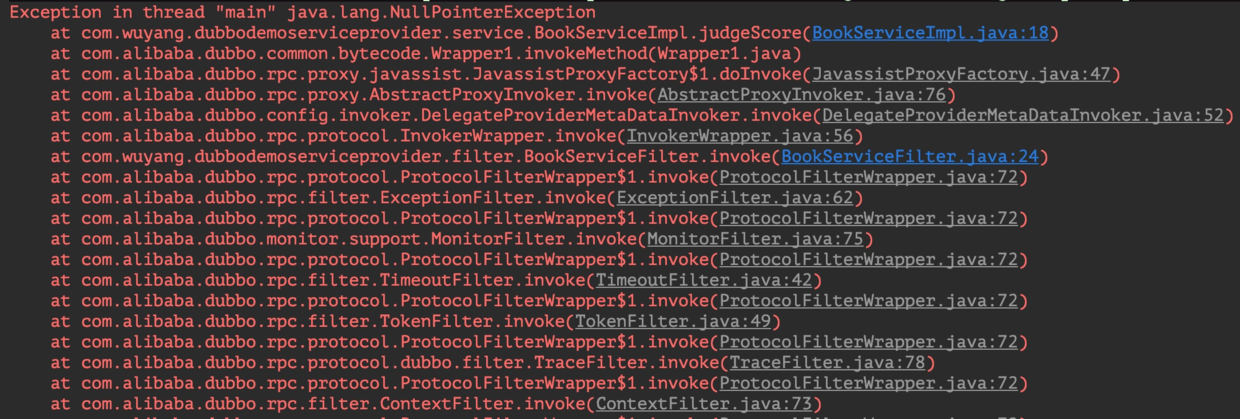 Exception in thread "main" java.lang.NullPointerException
at com.wuyang.dubbodemoserviceprovider.service.BookServiceImpl.judgeScore(BookServiceImpl.java:18)
at com.alibaba.dubbo.common.bytecode.Wrapper1.invokeMethod(Wrapper1.java)
at com.alibaba.dubbo.rpc.proxy.javassist.JavassistProxyFactory$1.doInvoke(JavassistProxyFactory.java:47)
at com.alibaba.dubbo.rpc.proxy.AbstractProxyInvoker.invoke(AbstractProxyInvoker.java:76)
at com.alibaba.dubbo.config.invoker.DelegateProviderMetaDataInvoker.invoke(DelegateProviderMetaDataInvoker.java:52)
at com.alibaba.dubbo.rpc.protocol.InvokerWrapper.invoke(InvokerWrapper.java:56)
at com.wuyang.dubbodemoserviceprovider.filter.BookServiceFilter.invoke(BookServiceFilter.java:24)
at com.alibaba.dubbo.rpc.protocol.ProtocolFilterWrapper$1.invoke(ProtocolFilterWrapper.java:72)
at com.alibaba.dubbo.rpc.filter.ExceptionFilter.invoke(ExceptionFilter.java:62)
at com.alibaba.dubbo.rpc.protocol.ProtocolFilterWrapper$1.invoke(ProtocolFilterWrapper.java:72)
at com.alibaba.dubbo.monitor.support.MonitorFilter.invoke(MonitorFilter.java:75)
at com.alibaba.dubbo.rpc.protocol.ProtocolFilterWrapper$1.invoke(ProtocolFilterWrapper.java:72)
at com.alibaba.dubbo.rpc.filter.TimeoutFilter.invoke(TimeoutFilter.java:42)
at com.alibaba.dubbo.rpc.protocol.ProtocolFilterWrapper$1.invoke(ProtocolFilterWrapper.java:72)
at com.alibaba.dubbo.rpc.filter.TokenFilter.invoke(TokenFilter.java:49)
at com.alibaba.dubbo.rpc.protocol.ProtocolFilterWrapper$1.invoke(ProtocolFilterWrapper.java:72)
at com.alibaba.dubbo.rpc.protocol.dubbo.filter.TraceFilter.invoke(TraceFilter.java:78)
at com.alibaba.dubbo.rpc.protocol.ProtocolFilterWrapper$1.invoke(ProtocolFilterWrapper.java:72)
at com.alibaba.dubbo.rpc.filter.ContextFilter.invoke(ContextFilter.java:73)